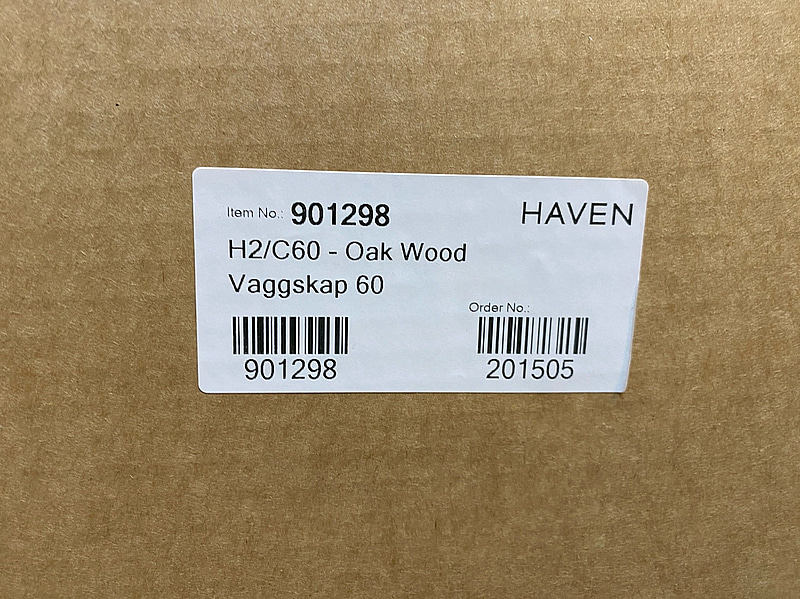 Item No.: 901298
HAVEN
H2/C60 - Oak Wood
Vaggskap 60
Order No.:
901298
201505